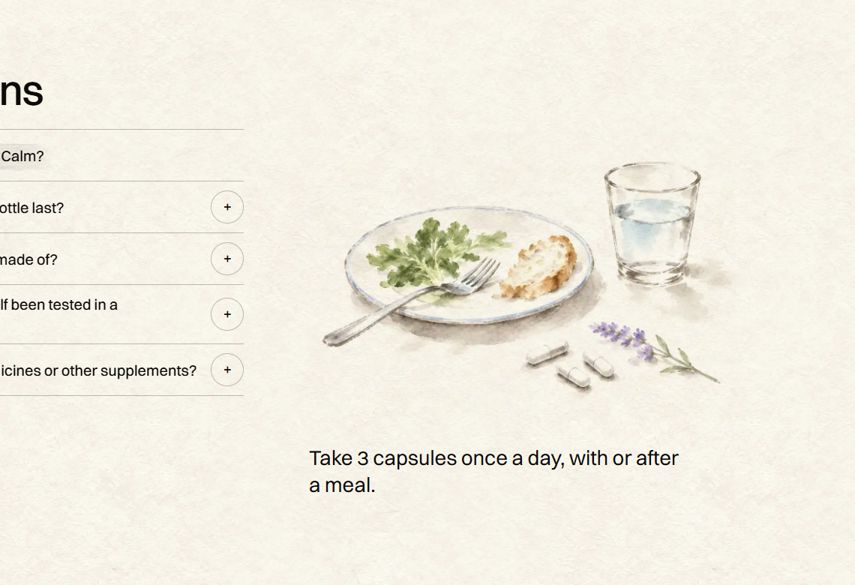 ns
Calm?
ottle last?
+
made of?
+
lf been tested in a
+
icines or other supplements?
+
Take 3 capsules once a day, with or after
a meal.